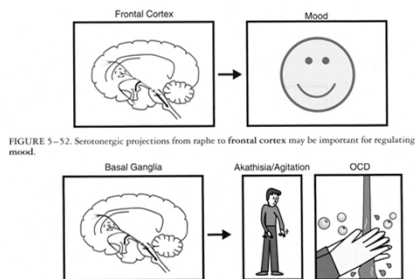 Frontal Cortex
Mood
FIGURE 5–52. Serotonergic projections from raphe to frontal cortex may be important for regulating
mood.
Basal Ganglia
Akathisia/Agitation
OCD